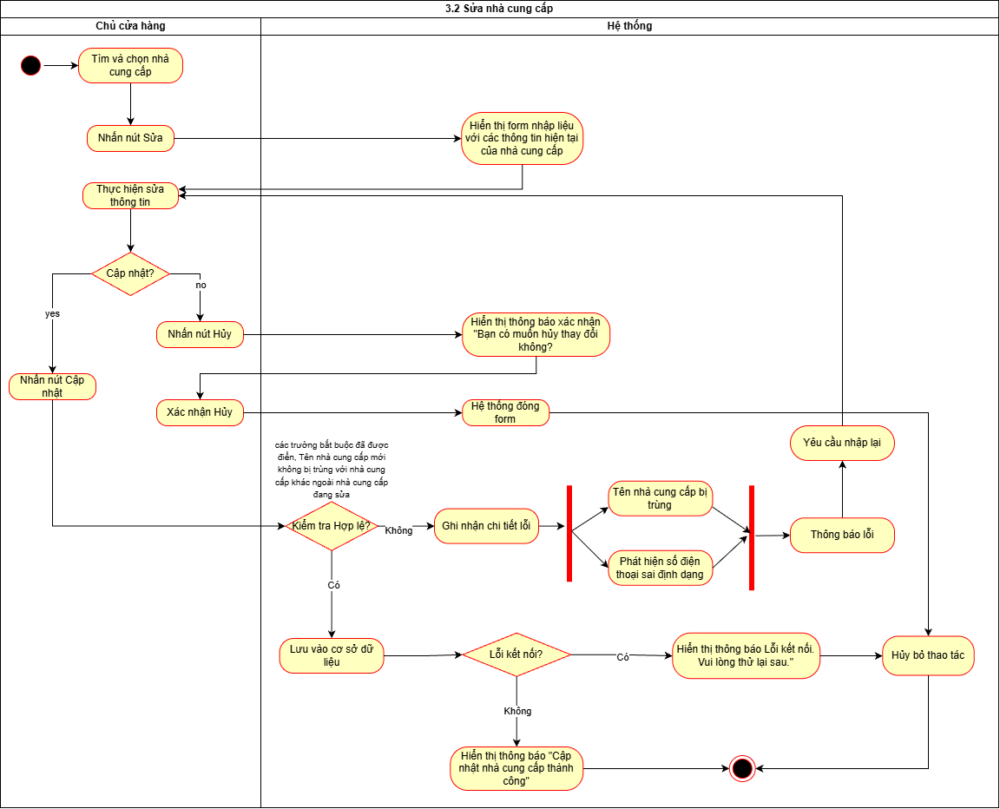 3.2 Sửa nhà cung cấp
Chủ cửa hàng
Hệ thống
Tìm và chọn nhà
cung cấp
Nhấn nút Sửa
Hiển thị form nhập liệu
với các thông tin hiện tại
của nhà cung cấp
Thực hiện sửa
thông tin
Cập nhật?
no
yes
Nhấn nút Hủy
Hiển thị thông báo xác nhận
"Bạn có muốn hủy thay đổi
không?
Nhấn nút Cập
nhật
Xác nhận Hủy
Hệ thống đóng
form
Yêu cầu nhập lại
các trường bắt buộc đã được
điền, Tên nhà cung cấp mới
không bị trùng với nhà cung
cấp khác ngoài nhà cung cấp
đang sửa
Kiểm tra Hợp lệ?
Không
Ghi nhận chi tiết lỗi
Tên nhà cung cấp bị
trùng
Phát hiện số điện
thoại sai định dạng
Thông báo lỗi
Có
Lưu vào cơ sở dữ
liệu
Lỗi kết nối?
Có
Hiển thị thông báo Lỗi kết nối.
Vui lòng thử lại sau."
Hủy bỏ thao tác
Không
Hiển thị thông báo "Cập
nhật nhà cung cấp thành
công"